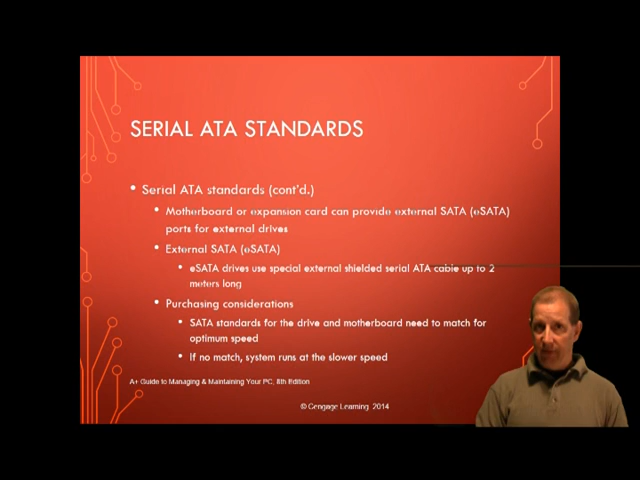 SERIAL ATA STANDARDS
• Serial ATA standards (cont'd.)
• Motherboard or expansion card can provide external SATA (eSATA)
ports for external drives
• External SATA (eSATA)
• eSATA drives use special external shielded serial ATA cable up to 2
meters long
• Purchasing considerations
• SATA standards for the drive and motherboard need to match for
optimum speed
• If no match, system runs at the slower speed
A+ Guide to Managing & Maintaining Your PC, 8th Edition
© Cengage Learning 2014